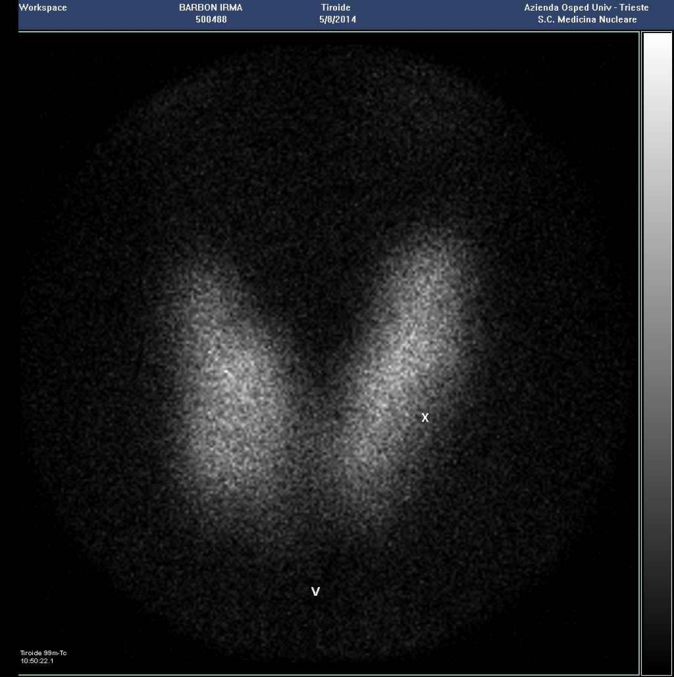 Workspace
BARBON IRMA
500488
Tiroide
5/8/2014
Azienda Osped Univ - Trieste
S.C. Medicina Nucleare
X
V
Tiroide 99m-Tc
10:50:22.1